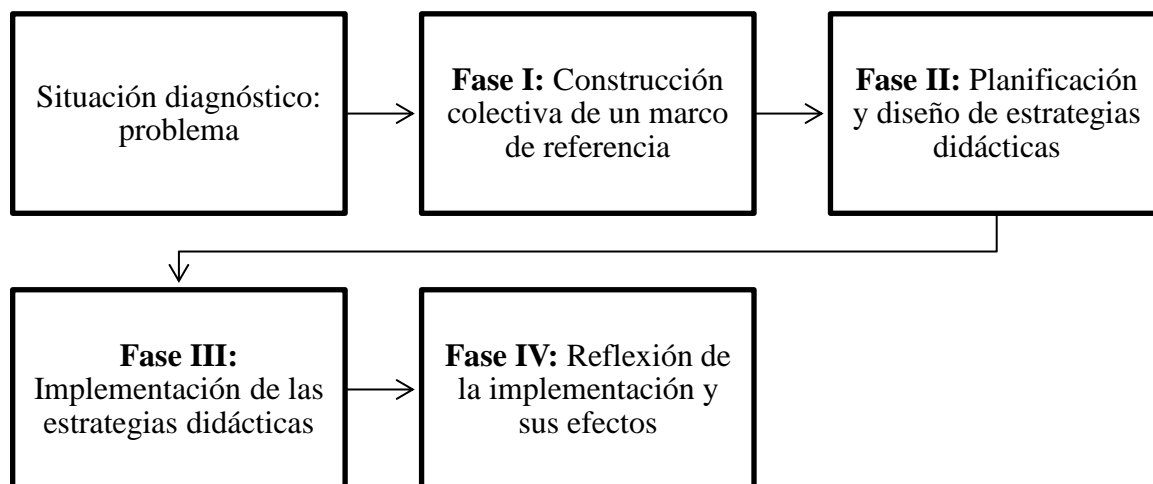 Situación diagnóstico:
problema
Fase I: Construcción
colectiva de un marco
de referencia
Fase II: Planificación
y diseño de estrategias
didácticas
Fase III:
Implementación de las
estrategias didácticas
Fase IV: Reflexión de
la implementación y
sus efectos